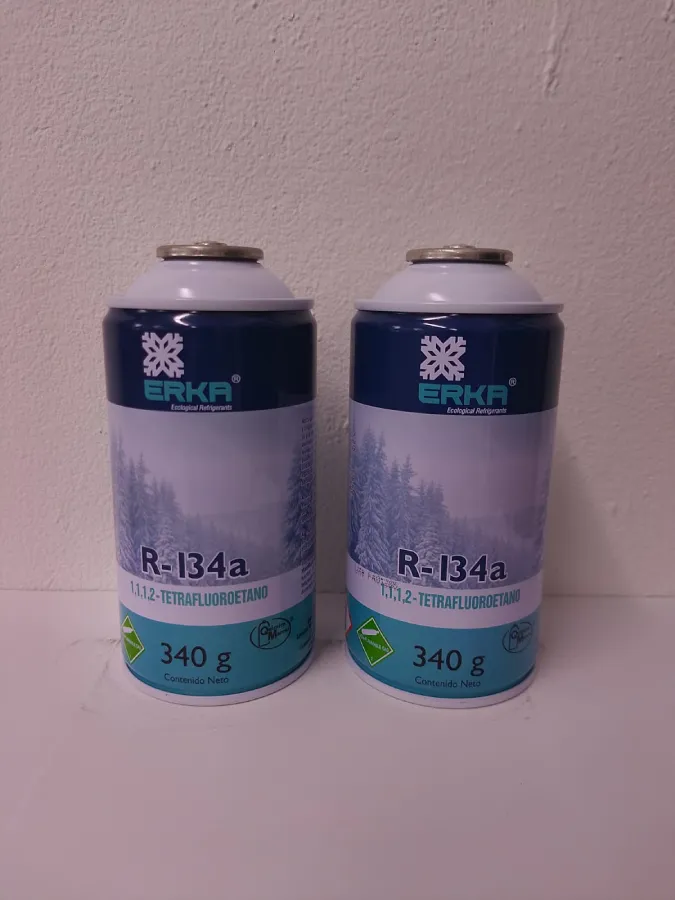 ERKA®
Ecological Refrigerants
R-134a
1,1,1,2-TETRAFLUOROETANO
340 g
Contenido Neto
ERKA®
Ecological Refrigerants
R-134a
1,1,1,2-TETRAFLUOROETANO
340 g
Contenido Neto